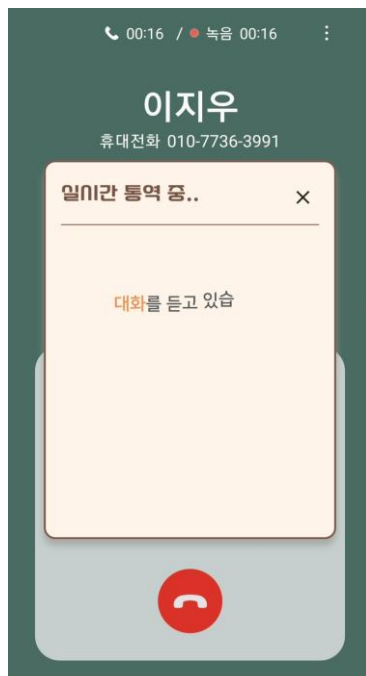 00:16 / 녹음 00:16
이지우
휴대전화 010-7736-3991
실시간 통역 중..
대화를 듣고 있습